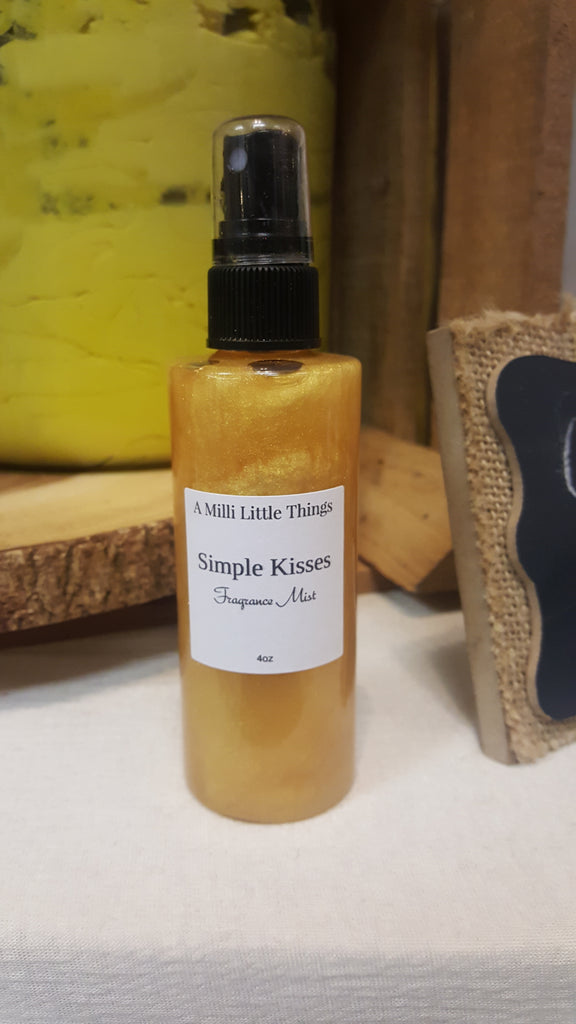 A Milli Little Things
Simple Kisses
Fragrance Mist
4oz